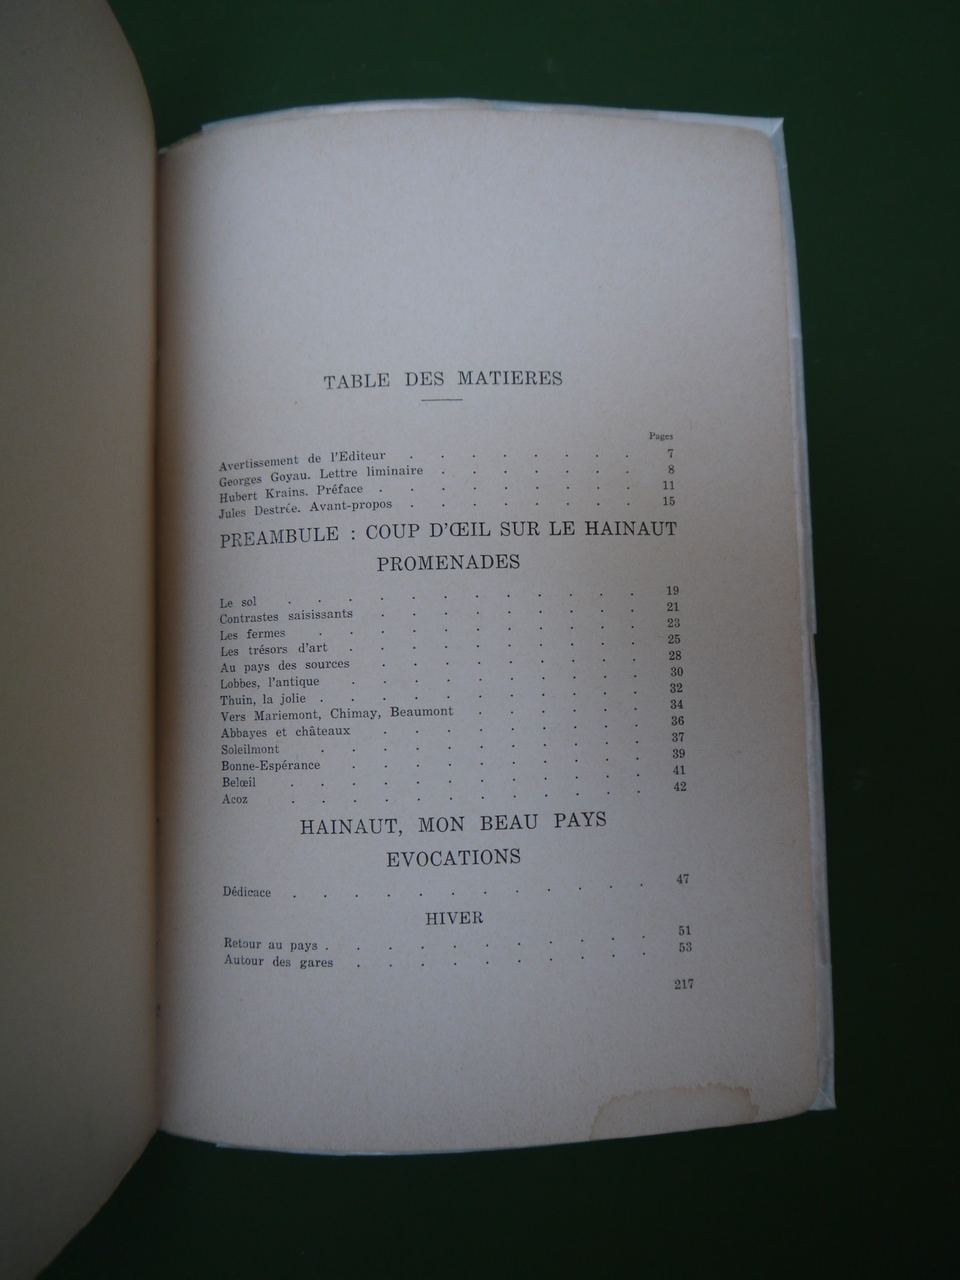 TABLE DES MATIERES
Pages
Avertissement de l'Editeur . . . . . . . . 7
Georges Goyau. Lettre liminaire . . . . . . . 8
Hubert Krains. Préface . . . . . . . . . 11
Jules Destrée. Avant-propos . . . . . . . . 15
PREAMBULE : COUP D'ŒIL SUR LE HAINAUT
PROMENADES
Le sol . . . . . . . . . . . . 19
Contrastes saisissants . . . . . . . . . 21
Les fermes . . . . . . . . . . . 23
Les trésors d'art . . . . . . . . . . 25
Au pays des sources . . . . . . . . . 28
Lobbes, l'antique . . . . . . . . . . 30
Thuin, la jolie . . . . . . . . . . . 32
Vers Mariemont, Chimay, Beaumont . . . . . . 34
Abbayes et châteaux . . . . . . . . . 36
Soleilmont . . . . . . . . . . . 37
Bonne-Espérance . . . . . . . . . . 39
Belœil . . . . . . . . . . . . 41
Acoz . . . . . . . . . . . . 42
HAINAUT, MON BEAU PAYS
EVOCATIONS
Dédicace . . . . . . . . . . . . 47
HIVER
Retour au pays . . . . . . . . . . . 51
Autour des gares . . . . . . . . . . 53
217